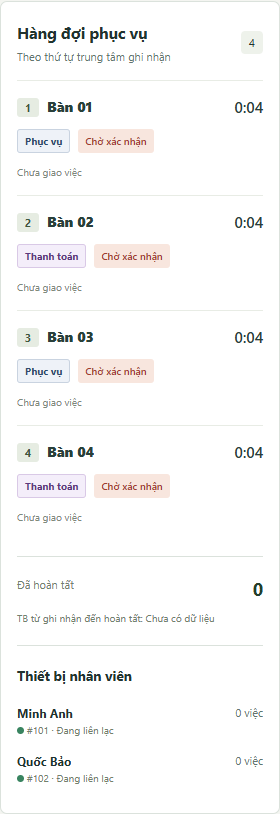 Hàng đợi phục vụ
4
Theo thứ tự trung tâm ghi nhận
1 Bàn 01 0:04
Phục vụ Chờ xác nhận
Chưa giao việc
2 Bàn 02 0:04
Thanh toán Chờ xác nhận
Chưa giao việc
3 Bàn 03 0:04
Phục vụ Chờ xác nhận
Chưa giao việc
4 Bàn 04 0:04
Thanh toán Chờ xác nhận
Chưa giao việc
Đã hoàn tất 0
TB từ ghi nhận đến hoàn tất: Chưa có dữ liệu
Thiết bị nhân viên
Minh Anh 0 việc
#101 · Đang liên lạc
Quốc Bảo 0 việc
#102 · Đang liên lạc